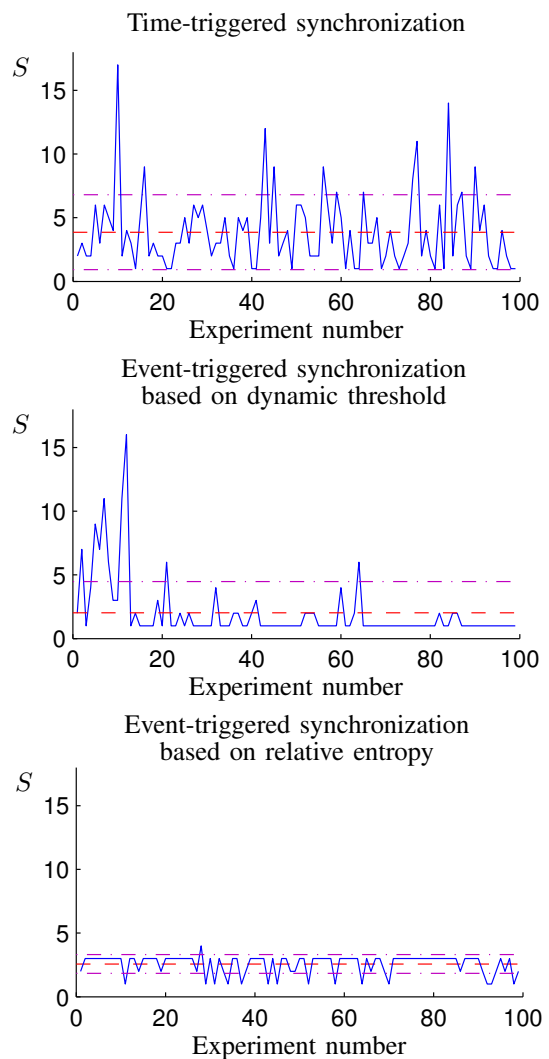 Time-triggered synchronization
S
15
10
5
0
0 20 40 60 80 100
Experiment number
Event-triggered synchronization
based on dynamic threshold
S
15
10
5
0
0 20 40 60 80 100
Experiment number
Event-triggered synchronization
based on relative entropy
S
15
10
5
0
0 20 40 60 80 100
Experiment number